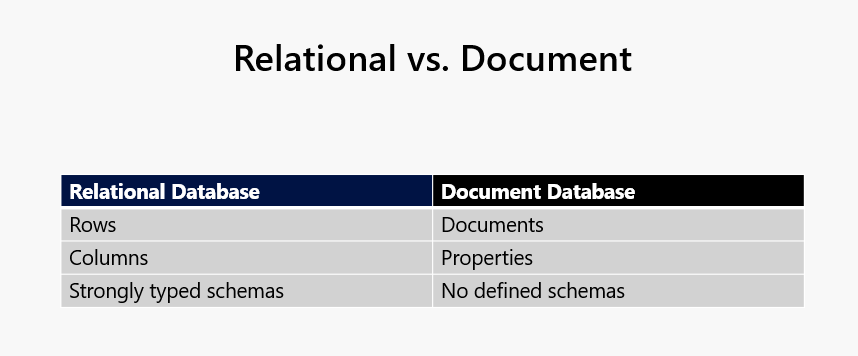 Relational vs. Document
Relational Database Document Database
Rows Documents
Columns Properties
Strongly typed schemas No defined schemas